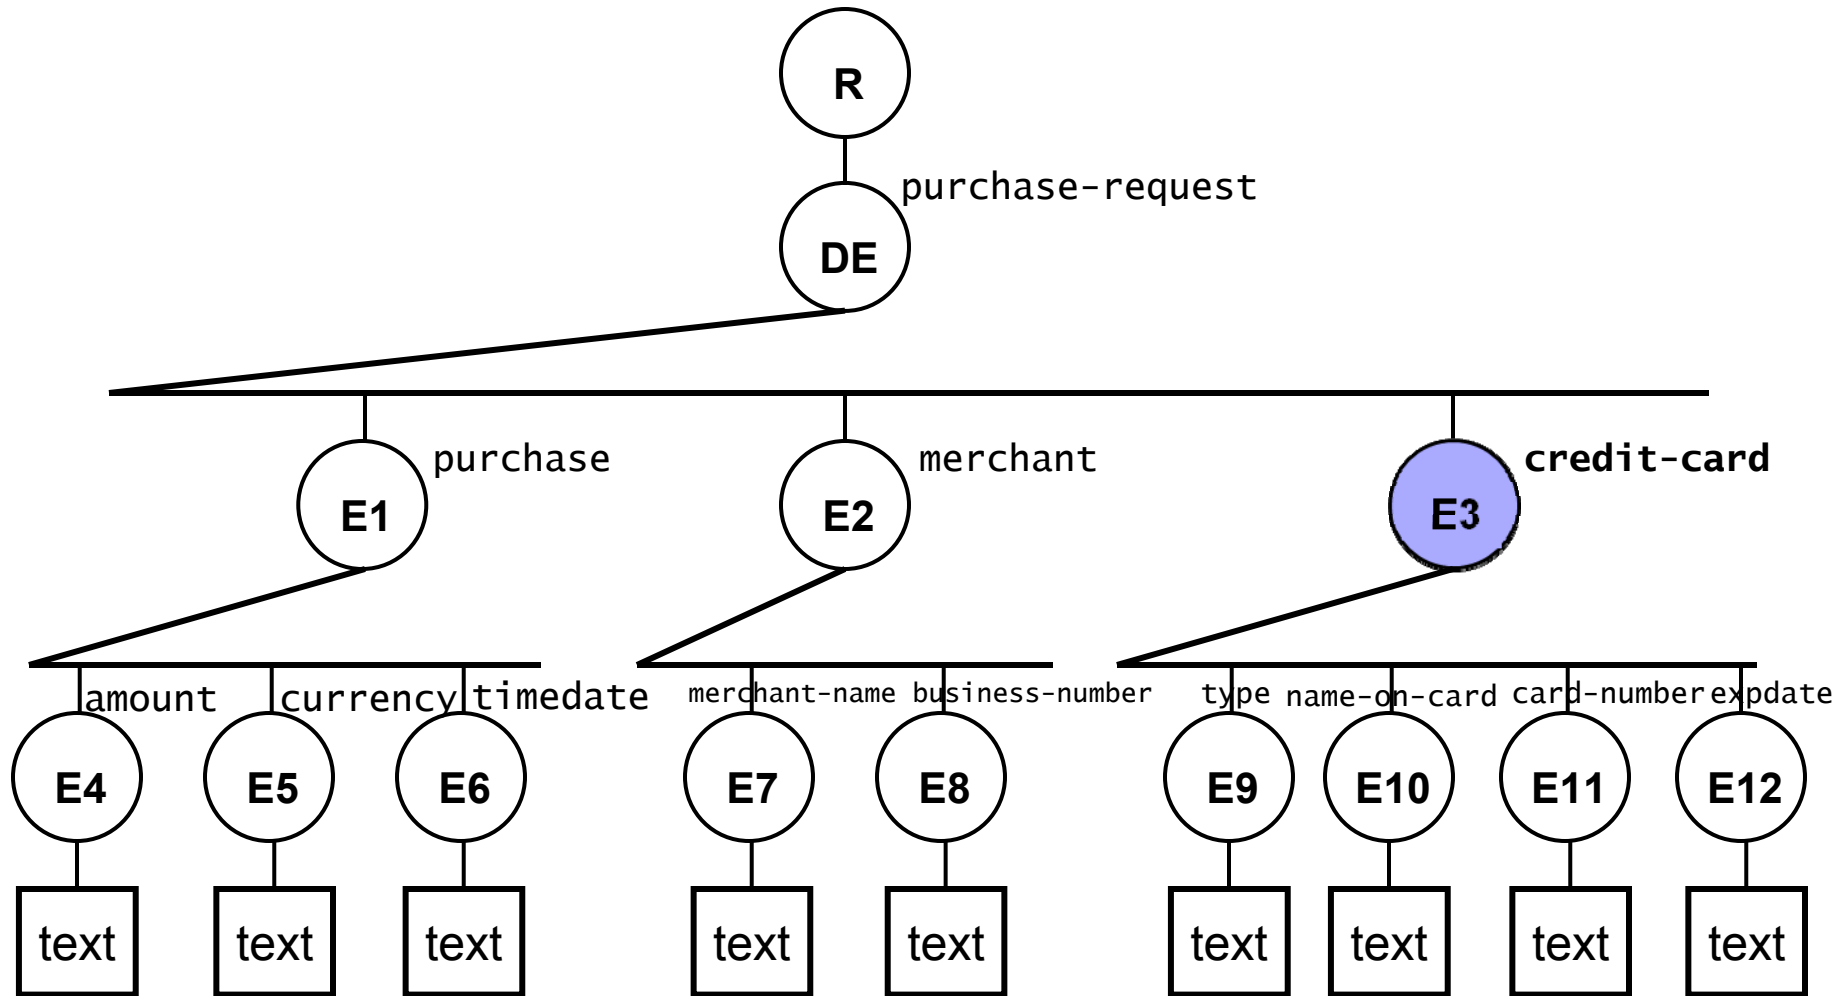 R
purchase-request
DE
purchase merchant credit-card
E1 E2 E3
amount currency timedate merchant-name business-number type name-on-card card-number expdate
E4 E5 E6 E7 E8 E9 E10 E11 E12
text text text text text text text text text